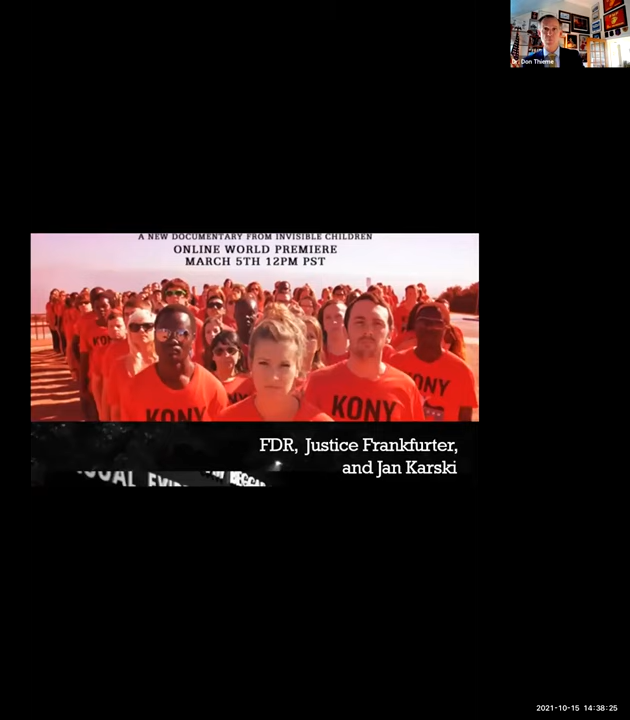 Dr. Don Thieme
A NEW DOCUMENTARY FROM INVISIBLE CHILDREN
ONLINE WORLD PREMIERE
MARCH 5TH 12PM PST
KONY
KONY
KONY
FDR, Justice Frankfurter,
and Jan Karski
2021-10-15 14:38:25